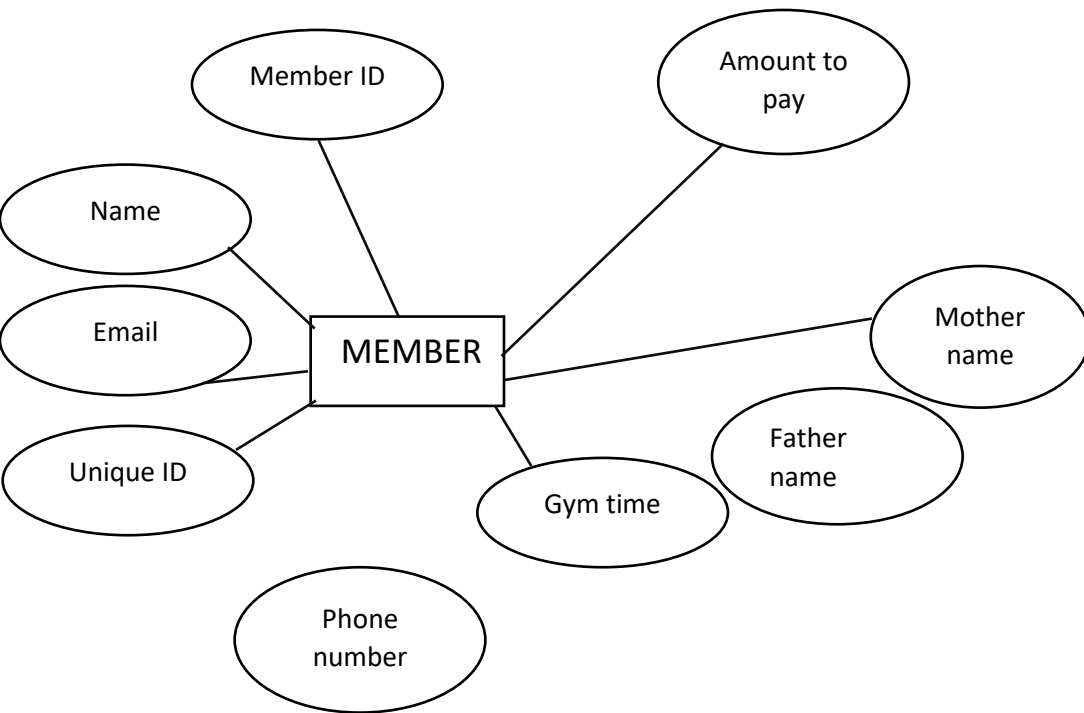 Member ID
Amount to
pay
Name
Email
MEMBER
Mother
name
Unique ID
Father
name
Gym time
Phone
number